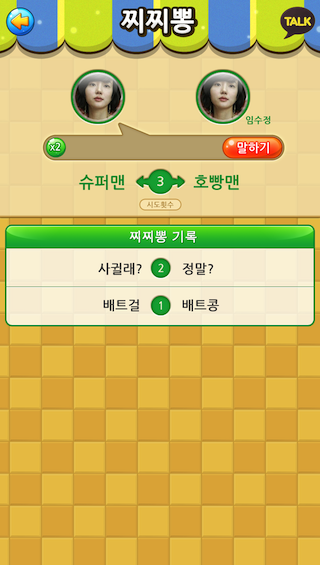 찌찌뽕
TALK
임수정
x2
말하기
슈퍼맨 3 호빵맨
시도횟수
찌찌뽕 기록
사귈래? 2 정말?
배트걸 1 배트콩